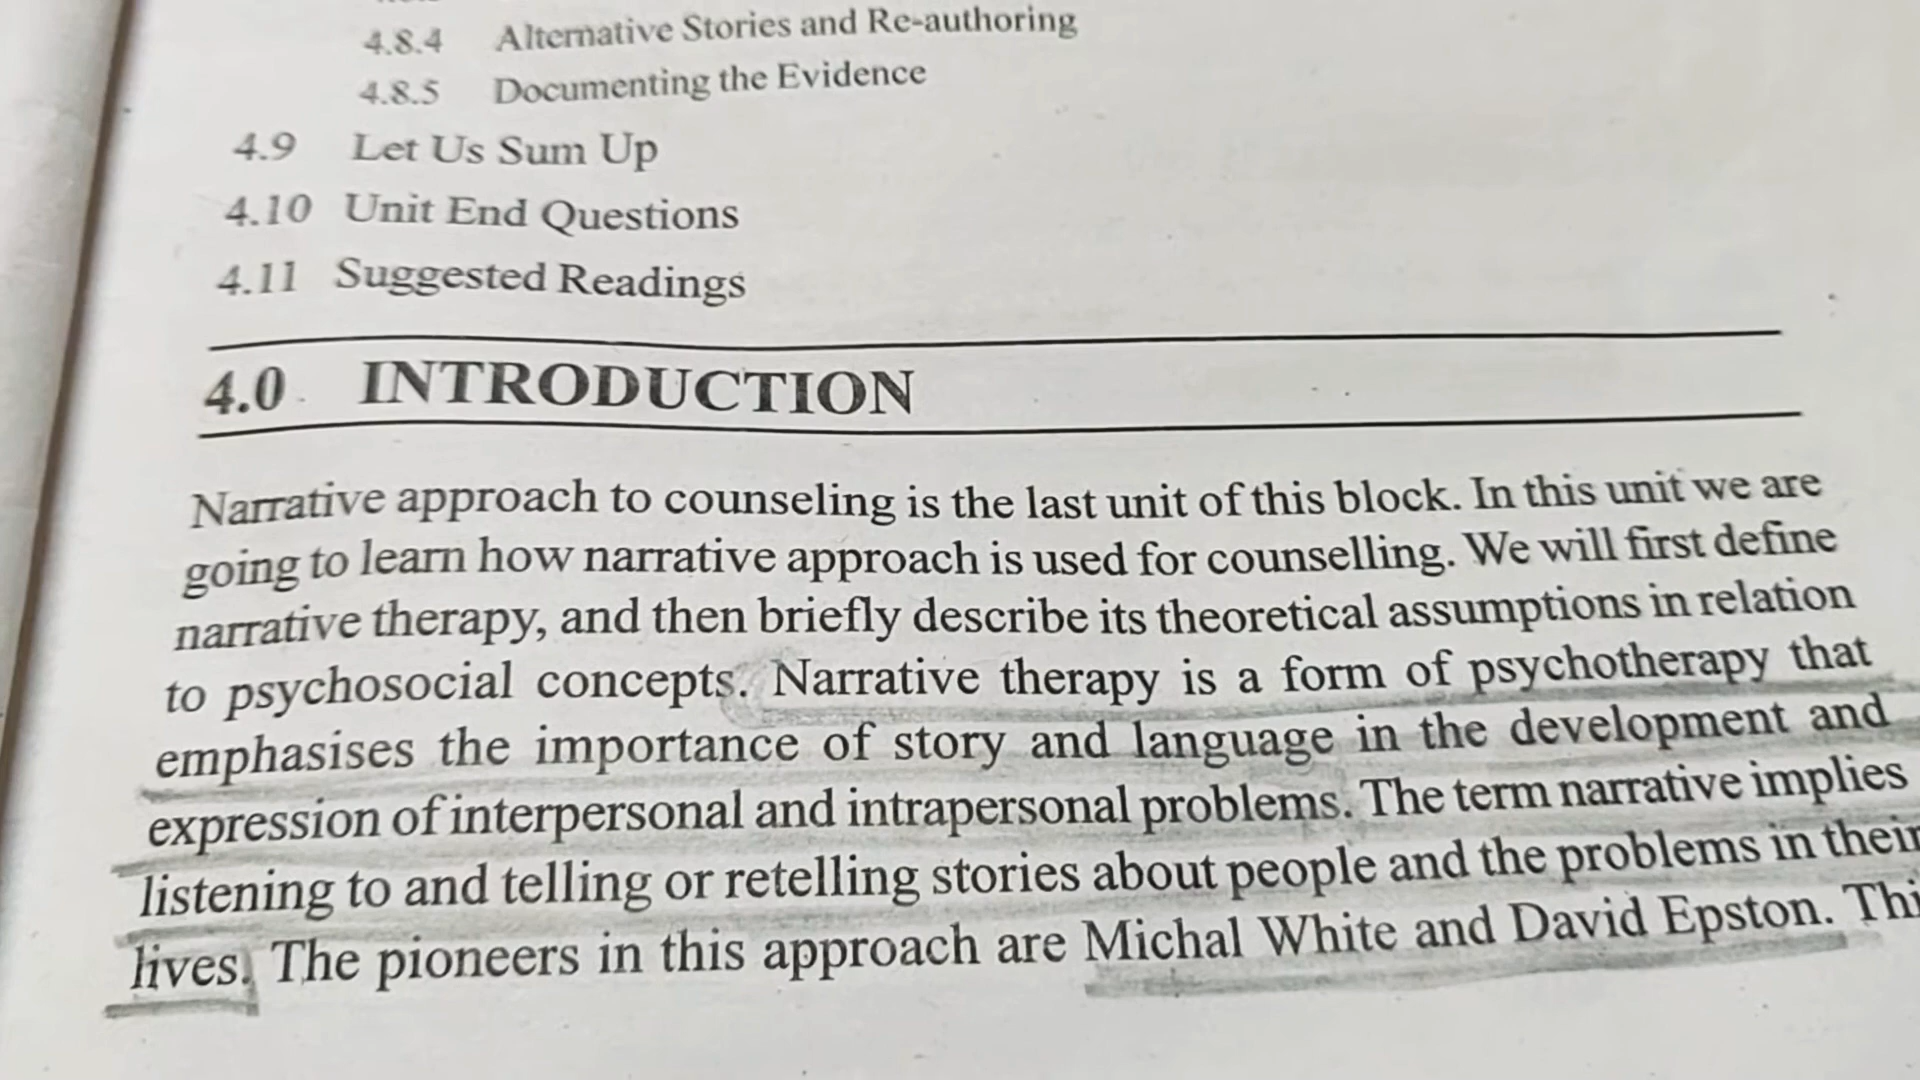 4.8.4 Alternative Stories and Re-authoring
4.8.5 Documenting the Evidence
4.9 Let Us Sum Up
4.10 Unit End Questions
4.11 Suggested Readings
4.0 INTRODUCTION
Narrative approach to counseling is the last unit of this block. In this unit we are
going to learn how narrative approach is used for counselling. We will first define
narrative therapy, and then briefly describe its theoretical assumptions in relation
to psychosocial concepts. Narrative therapy is a form of psychotherapy that
emphasises the importance of story and language in the development and
expression of interpersonal and intrapersonal problems. The term narrative implies
listening to and telling or retelling stories about people and the problems in their
lives. The pioneers in this approach are Michal White and David Epston. Thi